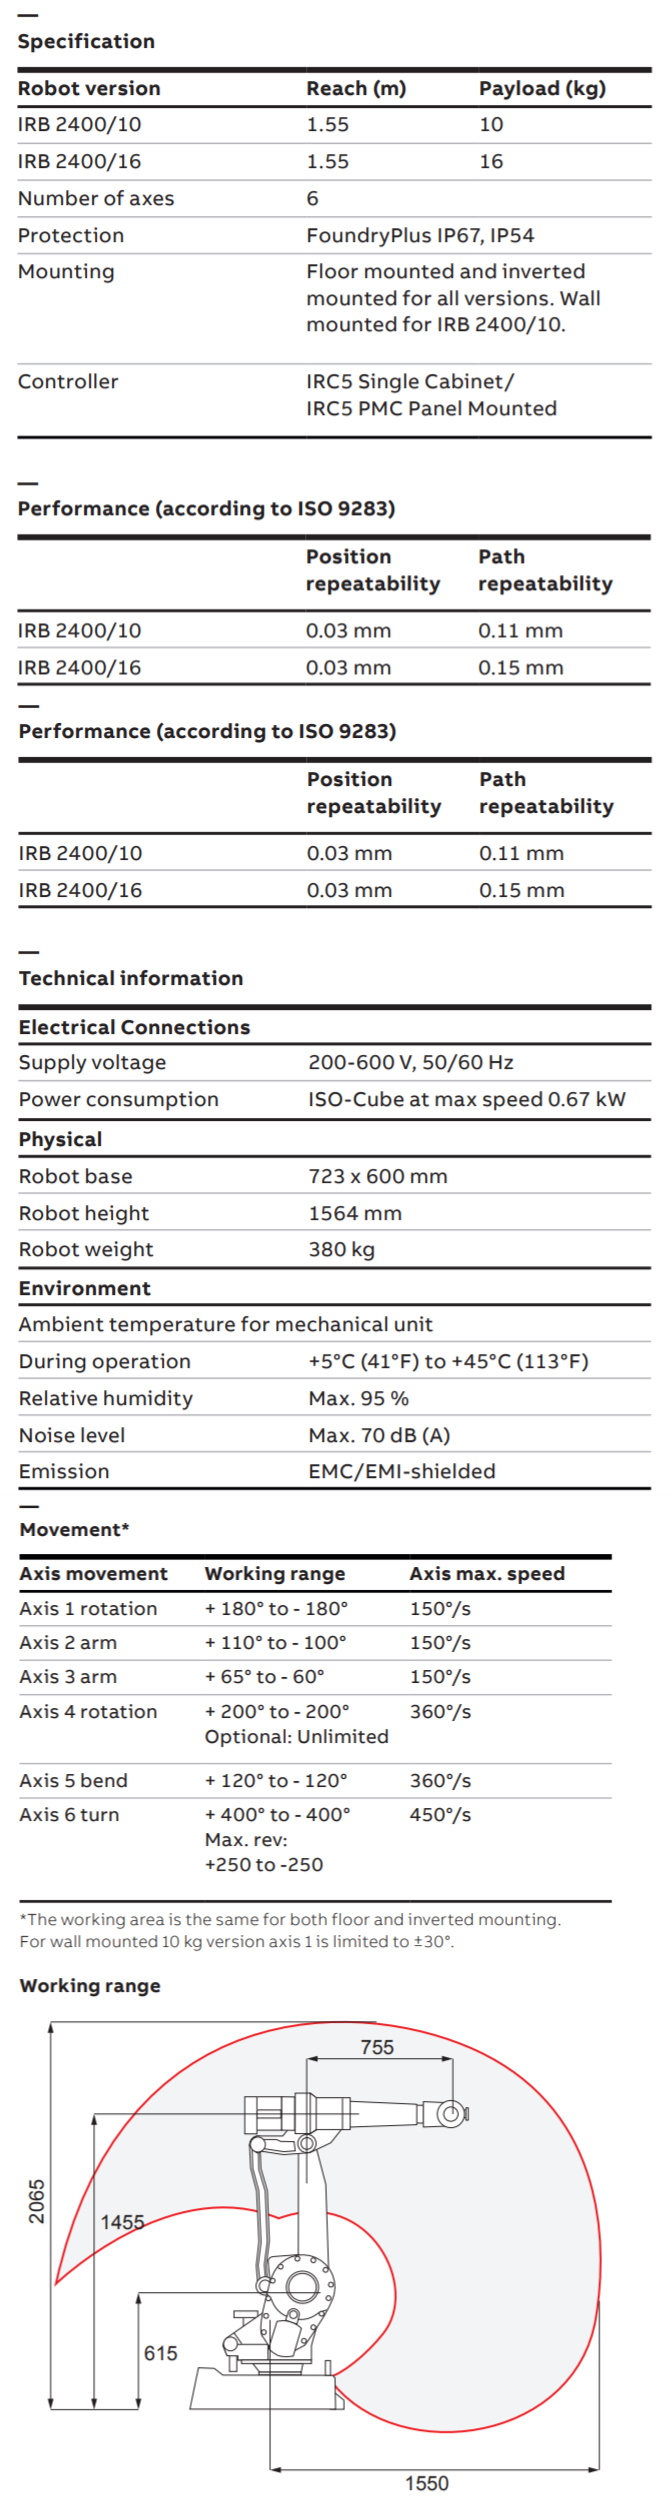 Specification
Robot version Reach (m) Payload (kg)
IRB 2400/10 1.55 10
IRB 2400/16 1.55 16
Number of axes 6
Protection FoundryPlus IP67, IP54
Mounting Floor mounted and inverted
mounted for all versions. Wall
mounted for IRB 2400/10.
Controller IRC5 Single Cabinet/
IRC5 PMC Panel Mounted
Performance (according to ISO 9283)
Position Path
repeatability repeatability
IRB 2400/10 0.03 mm 0.11 mm
IRB 2400/16 0.03 mm 0.15 mm
Performance (according to ISO 9283)
Position Path
repeatability repeatability
IRB 2400/10 0.03 mm 0.11 mm
IRB 2400/16 0.03 mm 0.15 mm
Technical information
Electrical Connections
Supply voltage 200-600 V, 50/60 Hz
Power consumption ISO-Cube at max speed 0.67 kW
Physical
Robot base 723 x 600 mm
Robot height 1564 mm
Robot weight 380 kg
Environment
Ambient temperature for mechanical unit
During operation +5°C (41°F) to +45°C (113°F)
Relative humidity Max. 95 %
Noise level Max. 70 dB (A)
Emission EMC/EMI-shielded
Movement*
Axis movement Working range Axis max. speed
Axis 1 rotation + 180° to - 180° 150°/s
Axis 2 arm + 110° to - 100° 150°/s
Axis 3 arm + 65° to - 60° 150°/s
Axis 4 rotation + 200° to - 200° 360°/s
Optional: Unlimited
Axis 5 bend + 120° to - 120° 360°/s
Axis 6 turn + 400° to - 400° 450°/s
Max. rev:
+250 to -250
*The working area is the same for both floor and inverted mounting.
For wall mounted 10 kg version axis 1 is limited to ±30°.
Working range
755
2065
1455
615
1550